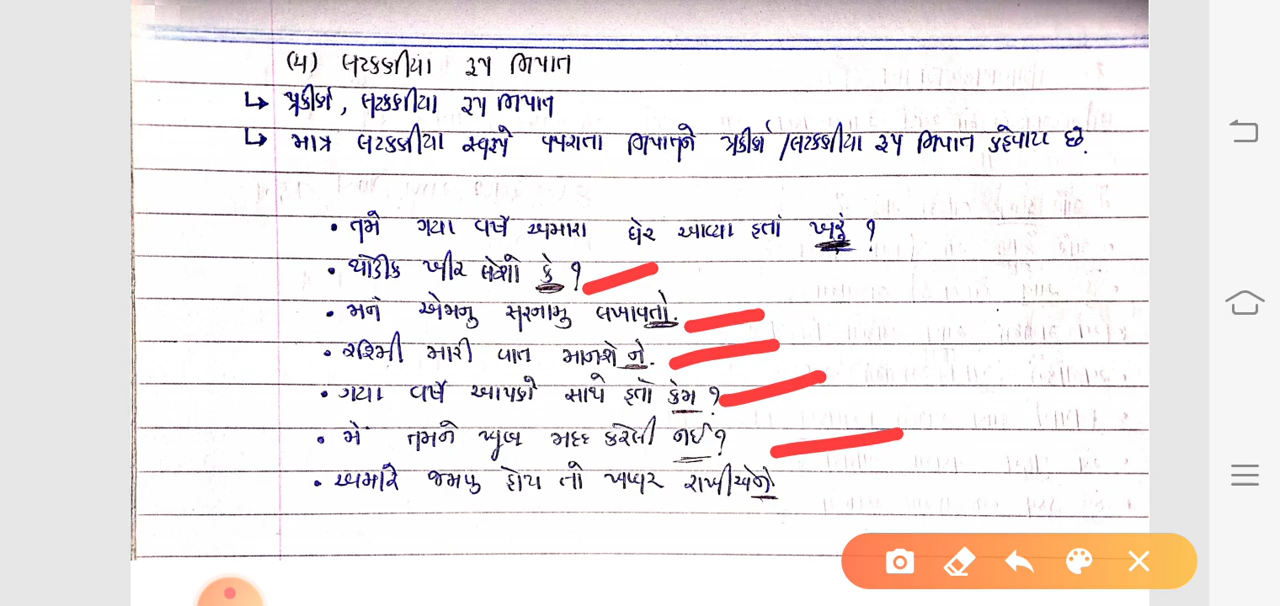 (૫) લટકણીયા રૂપ નિપાત
↳ પ્રકીર્ણ, લટકણીયા રૂપ નિપાત
↳ માત્ર લટકણીયા સ્વરૂપે વપરાતા નિપાતને પ્રકીર્ણ/લટકણીયા રૂપ નિપાત કહેવાય છે.
• તમે ગયા વર્ષે અમારા ઘેર આવ્યા હતાં ખરું ?
• થોડીક ખીર લેશો કે ?
• મને એમનુ સરનામુ લખાવતો.
• રશ્મિ મારી વાત માનશે ને.
• ગયા વર્ષે આપણે સાથે હતો કેમ ?
• મેં તમને ખુબ મદદ કરેલી નઈ ?
• અમારે જમવુ હોય તો ખબર રાખીએજો